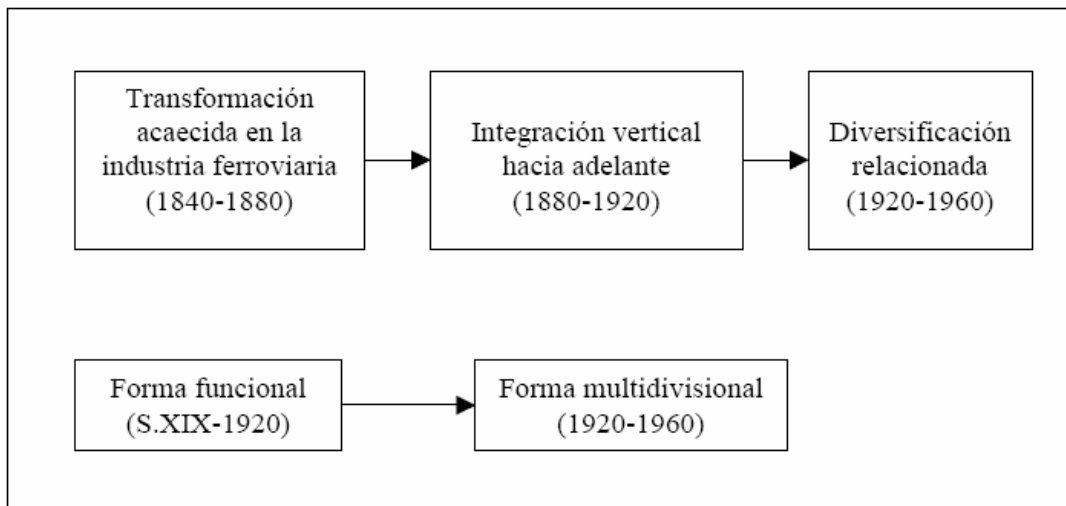 Transformación
acaecida en la
industria ferroviaria
(1840-1880)
Integración vertical
hacia adelante
(1880-1920)
Diversificación
relacionada
(1920-1960)
Forma funcional
(S.XIX-1920)
Forma multidivisional
(1920-1960)